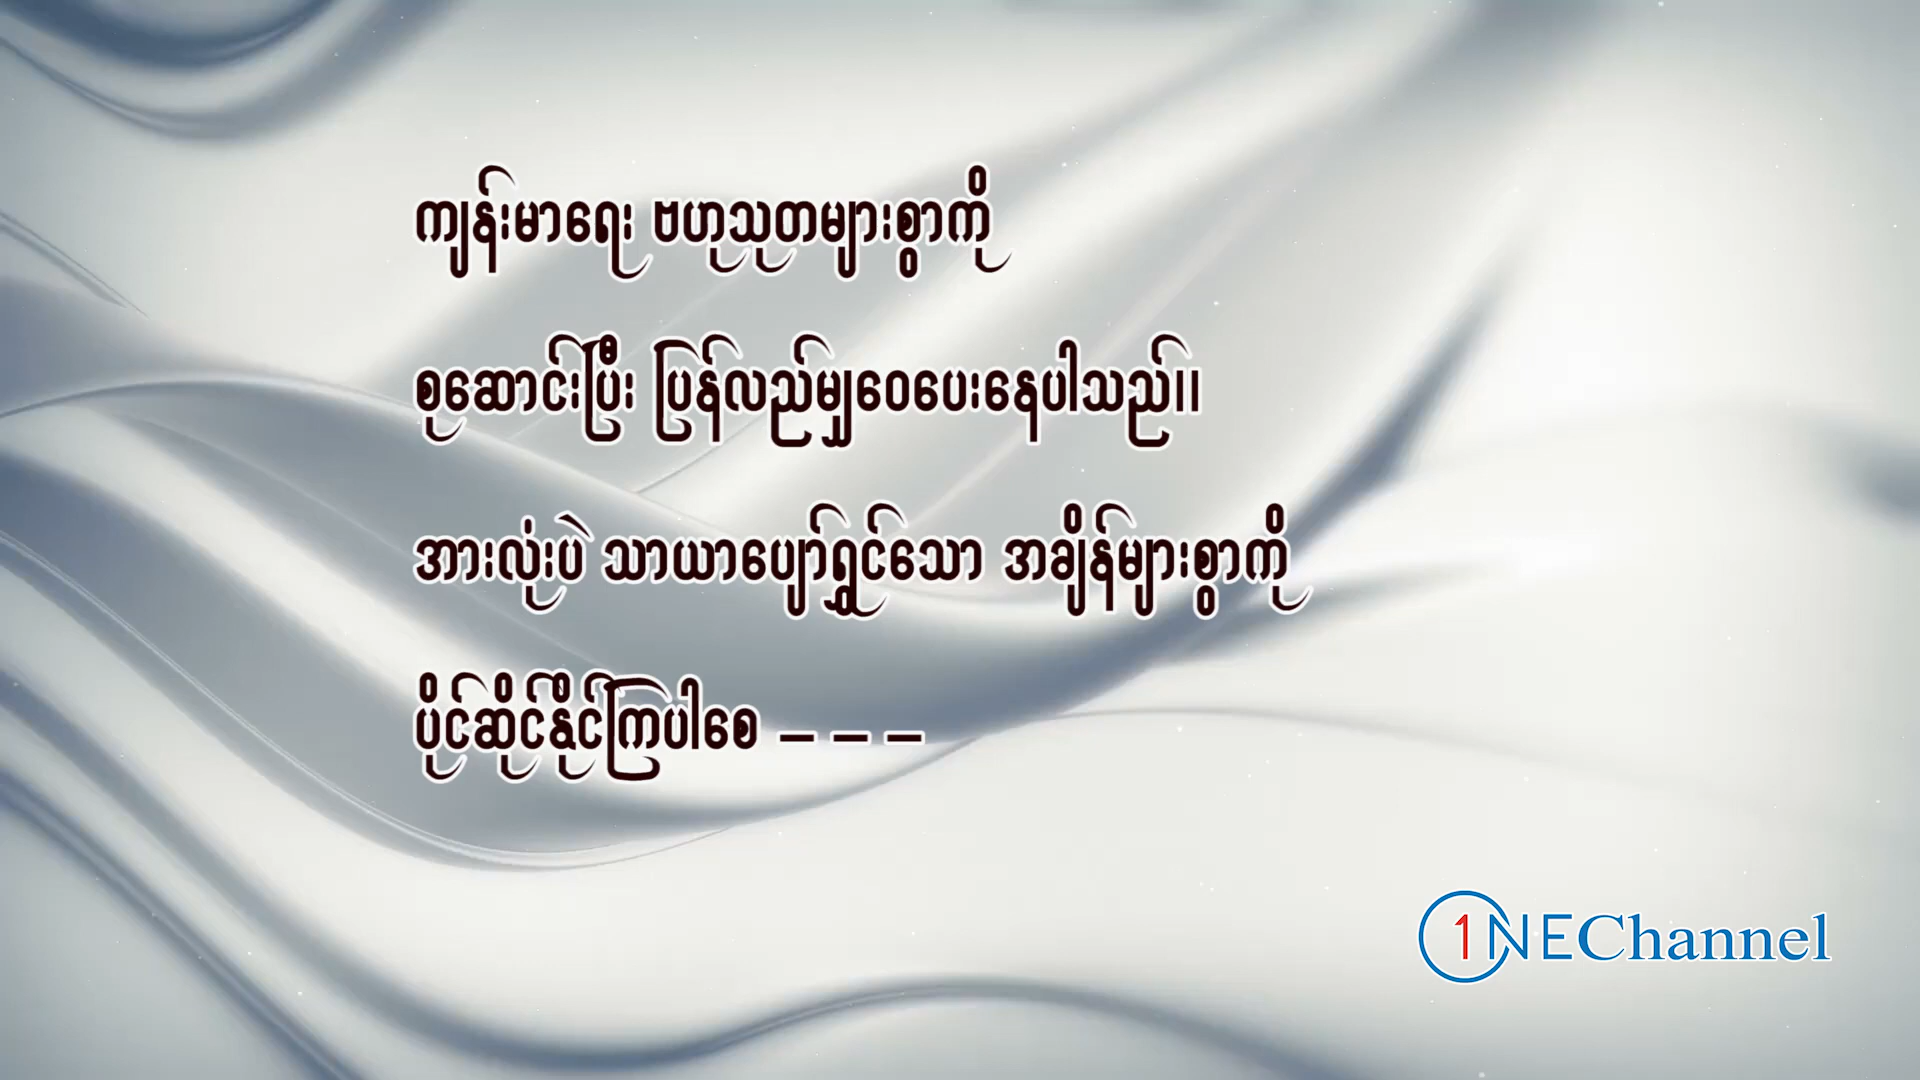 ကျန်းမာရေး ဗဟုသုတများစွာကို
စုဆောင်းပြီး ပြန်လည်မျှဝေပေးနေပါသည်။
အားလုံးပဲ သာယာပျော်ရွှင်သော အချိန်များစွာကို
ပိုင်ဆိုင်နိုင်ကြပါစေ – – –
1NEChannel